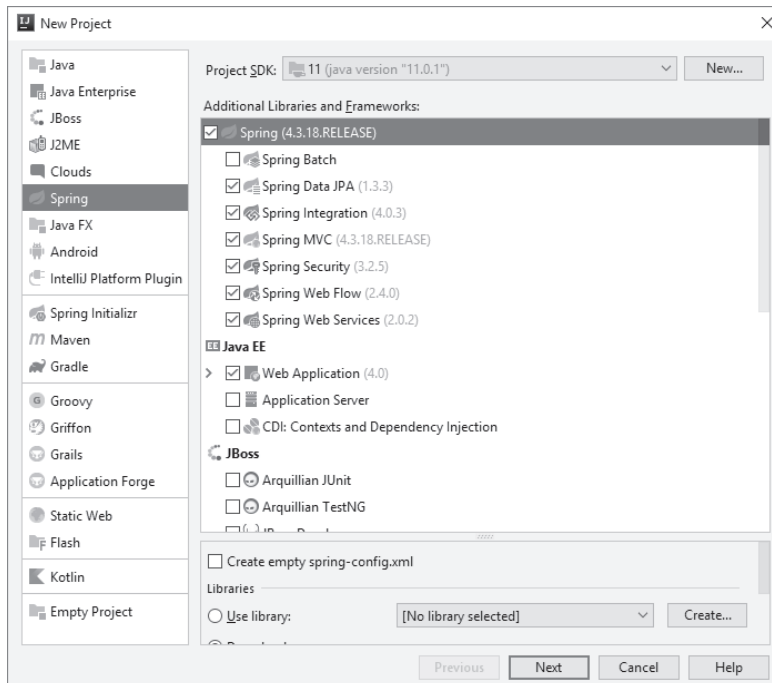 New Project
Java
Java Enterprise
JBoss
J2ME
Clouds
Spring
Java FX
Android
IntelliJ Platform Plugin
Spring Initializr
Maven
Gradle
Groovy
Griffon
Grails
Application Forge
Static Web
Flash
Kotlin
Empty Project
Project SDK: 11 (java version "11.0.1") New...
Additional Libraries and Frameworks:
Spring (4.3.18.RELEASE)
Spring Batch
Spring Data JPA (1.3.3)
Spring Integration (4.0.3)
Spring MVC (4.3.18.RELEASE)
Spring Security (3.2.5)
Spring Web Flow (2.4.0)
Spring Web Services (2.0.2)
Java EE
Web Application (4.0)
Application Server
CDI: Contexts and Dependency Injection
JBoss
Arquillian JUnit
Arquillian TestNG
Create empty spring-config.xml
Libraries
Use library: [No library selected] Create...
Previous Next Cancel Help